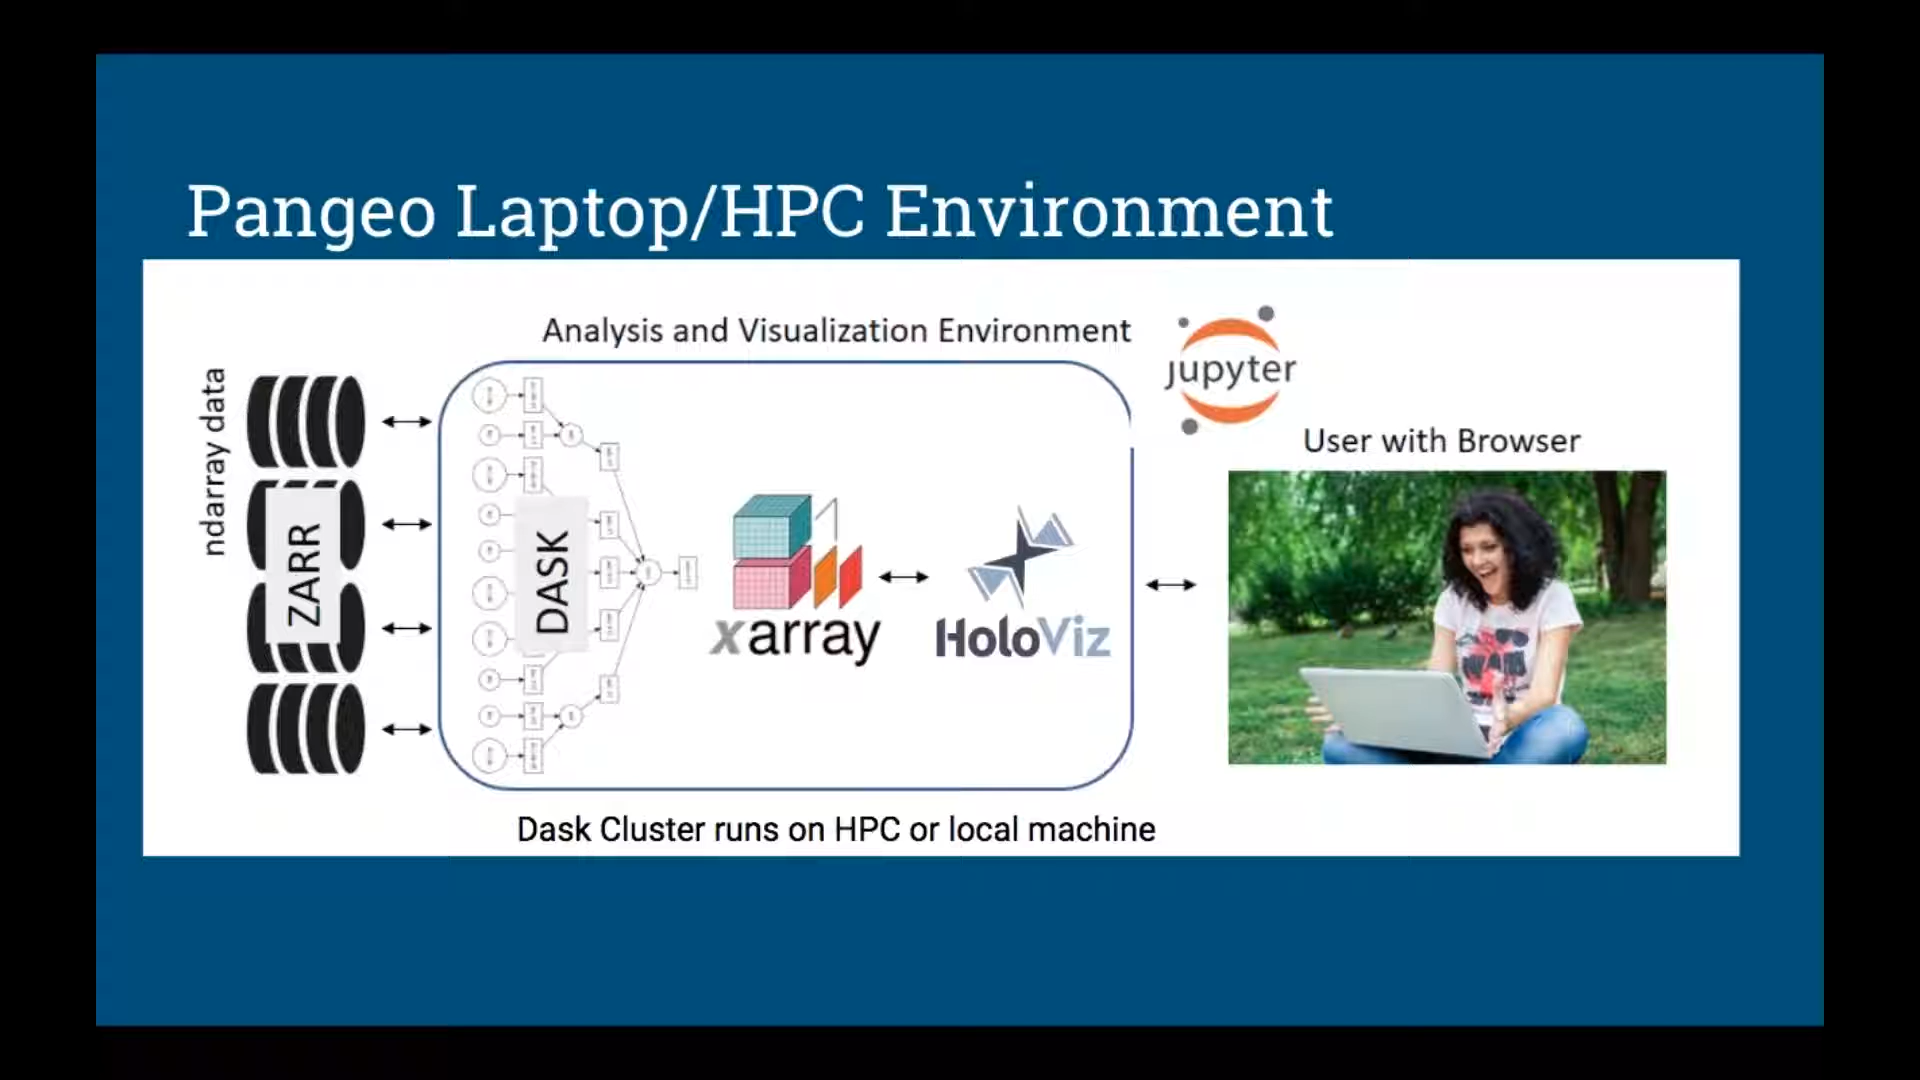 Pangeo Laptop/HPC Environment
Analysis and Visualization Environment
jupyter
User with Browser
ndarray data
ZARR
DASK
xarray
HoloViz
Dask Cluster runs on HPC or local machine